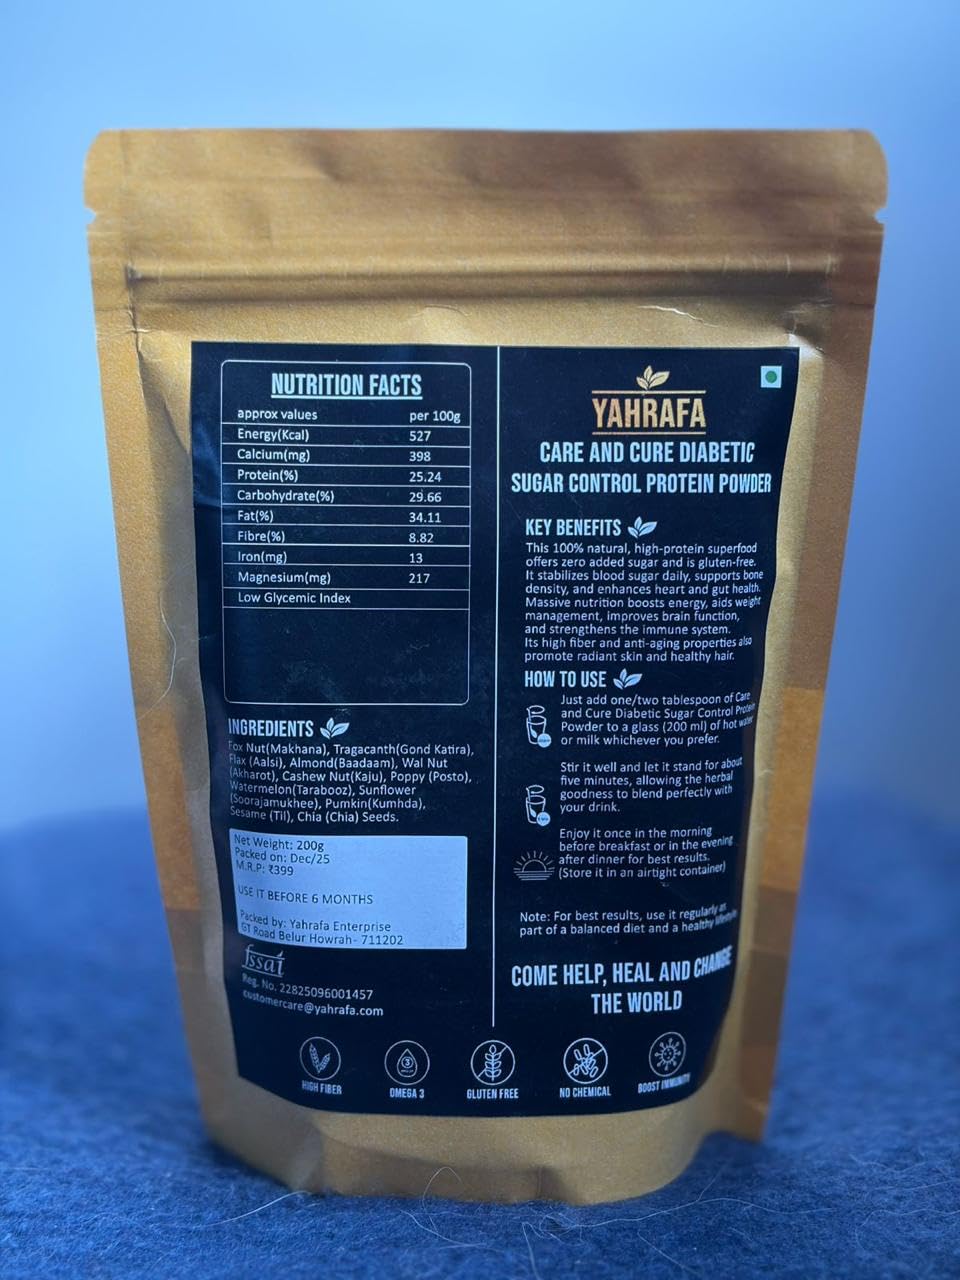 NUTRITION FACTS
approx values per 100g
Energy(Kcal) 527
Calcium(mg) 398
Protein(%) 25.24
Carbohydrate(%) 29.66
Fat(%) 34.11
Fibre(%) 8.82
Iron(mg) 13
Magnesium(mg) 217
Low Glycemic Index
INGREDIENTS
Fox Nut(Makhana), Tragacanth(Gond Katira),
Flax (Aalsi), Almond(Baadaam), Wal Nut
(Akharot), Cashew Nut(Kaju), Poppy (Posto),
Watermelon(Tarabooz), Sunflower
(Soorajamukhee), Pumkin(Kumhda),
Sesame (Til), Chia (Chia) Seeds.
Net Weight: 200g
Packed on: Dec/25
M.R.P: ₹399
USE IT BEFORE 6 MONTHS
Packed by: Yahrafa Enterprise
GT Road Belur Howrah- 711202
fssai
Reg. No. 22825096001457
customercare@yahrafa.com
YAHRAFA
CARE AND CURE DIABETIC
SUGAR CONTROL PROTEIN POWDER
KEY BENEFITS
This 100% natural, high-protein superfood
offers zero added sugar and is gluten-free.
It stabilizes blood sugar daily, supports bone
density, and enhances heart and gut health.
Massive nutrition boosts energy, aids weight
management, improves brain function,
and strengthens the immune system.
Its high fiber and anti-aging properties also
promote radiant skin and healthy hair.
HOW TO USE
Just add one/two tablespoon of Care
and Cure Diabetic Sugar Control Protein
Powder to a glass (200 ml) of hot water
or milk whichever you prefer.
Stir it well and let it stand for about
five minutes, allowing the herbal
goodness to blend perfectly with
your drink.
Enjoy it once in the morning
before breakfast or in the evening
after dinner for best results.
(Store it in an airtight container)
Note: For best results, use it regularly as
part of a balanced diet and a healthy lifestyle
COME HELP, HEAL AND CHANGE
THE WORLD
HIGH FIBER
3
OMEGA 3
GLUTEN FREE
NO CHEMICAL
BOOST IMMUNITY